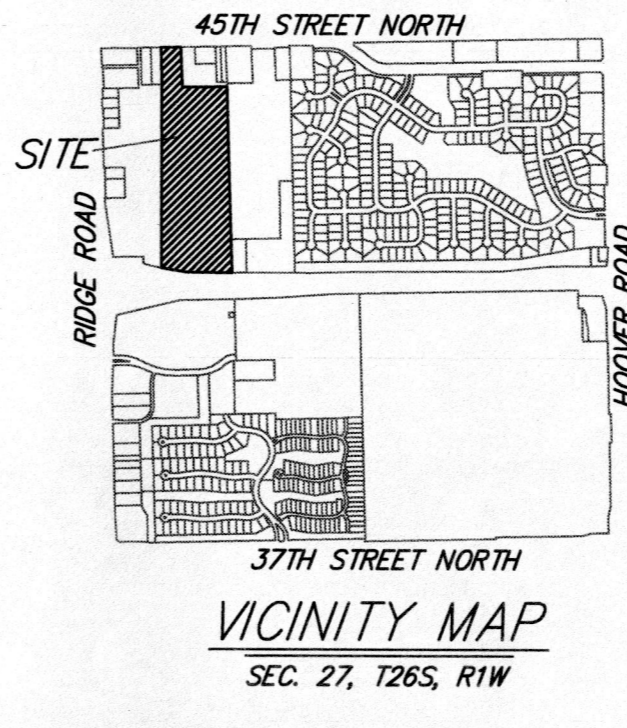 45TH STREET NORTH
SITE
RIDGE ROAD
HOOVER ROAD
37TH STREET NORTH
VICINITY MAP
SEC. 27, T26S, R1W